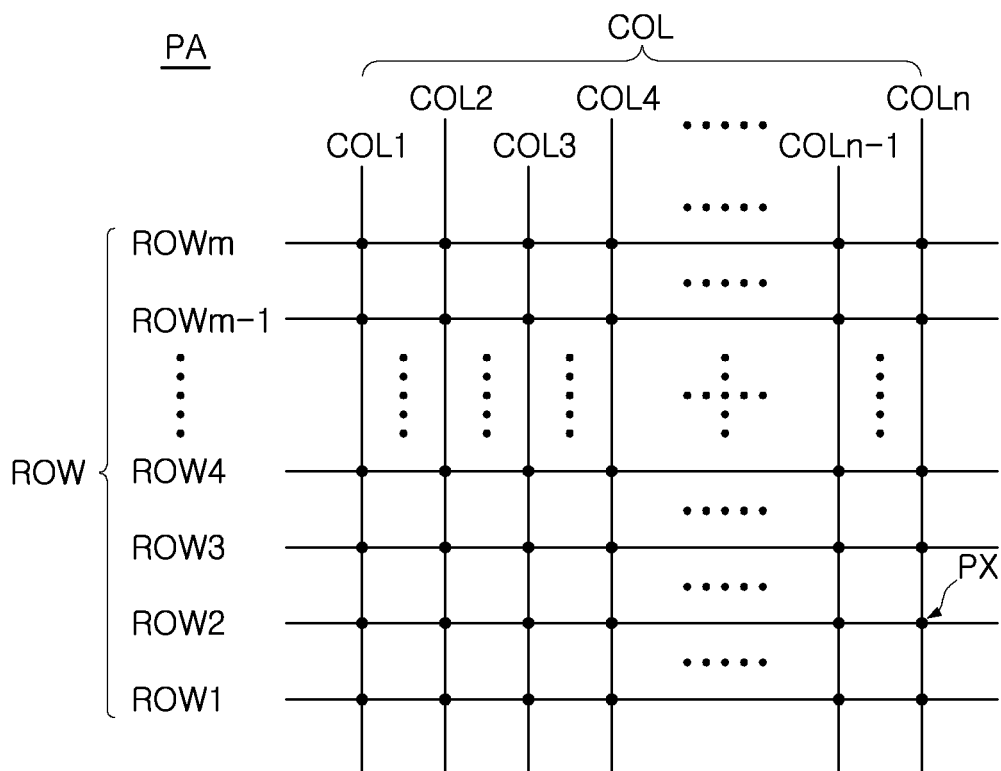 COL
PA
COL2 COL4 COLn
COL1 COL3 COLn-1
ROWm
ROWm-1
ROW
ROW4
ROW3
PX
ROW2
ROW1